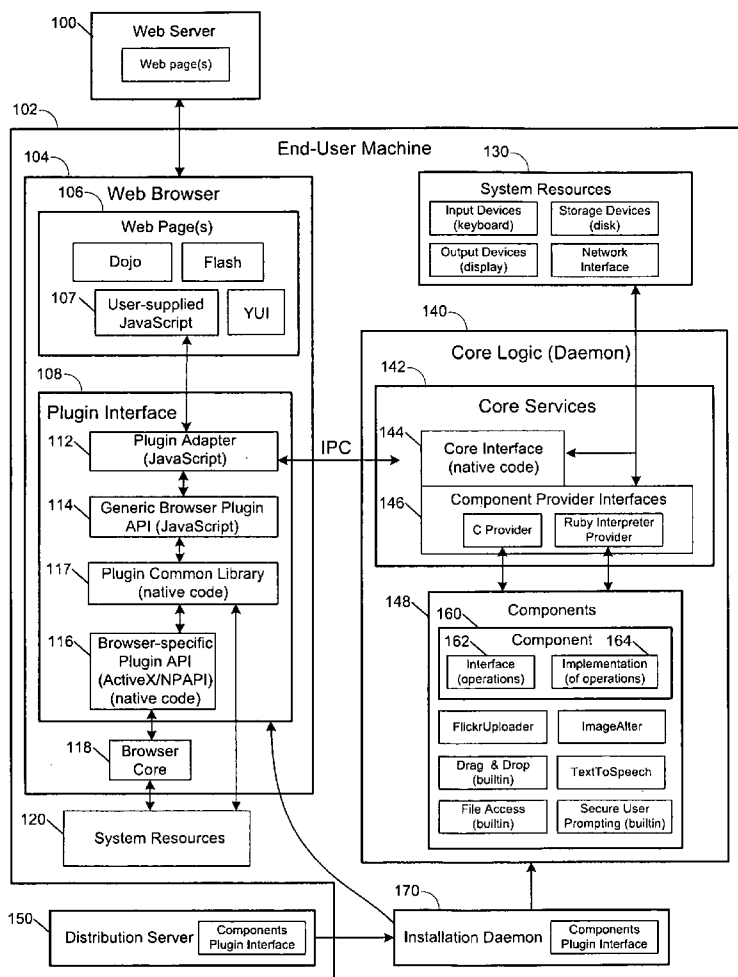 100
Web Server
Web page(s)
102
End-User Machine
104
Web Browser
106
Web Page(s)
Dojo
Flash
107
User-supplied
JavaScript
YUI
108
Plugin Interface
112
Plugin Adapter
(JavaScript)
114
Generic Browser Plugin
API (JavaScript)
117
Plugin Common Library
(native code)
116
Browser-specific
Plugin API
(ActiveX/NPAPI)
(native code)
118
Browser
Core
120
System Resources
IPC
130
System Resources
Input Devices
(keyboard)
Storage Devices
(disk)
Output Devices
(display)
Network
Interface
140
Core Logic (Daemon)
142
Core Services
144
Core Interface
(native code)
146
Component Provider Interfaces
C Provider
Ruby Interpreter
Provider
148
Components
160
Component
162
Interface
(operations)
164
Implementation
(of operations)
FlickrUploader
ImageAlter
Drag & Drop
(builtin)
TextToSpeech
File Access
(builtin)
Secure User
Prompting (builtin)
150
Distribution Server
Components
Plugin Interface
170
Installation Daemon
Components
Plugin Interface